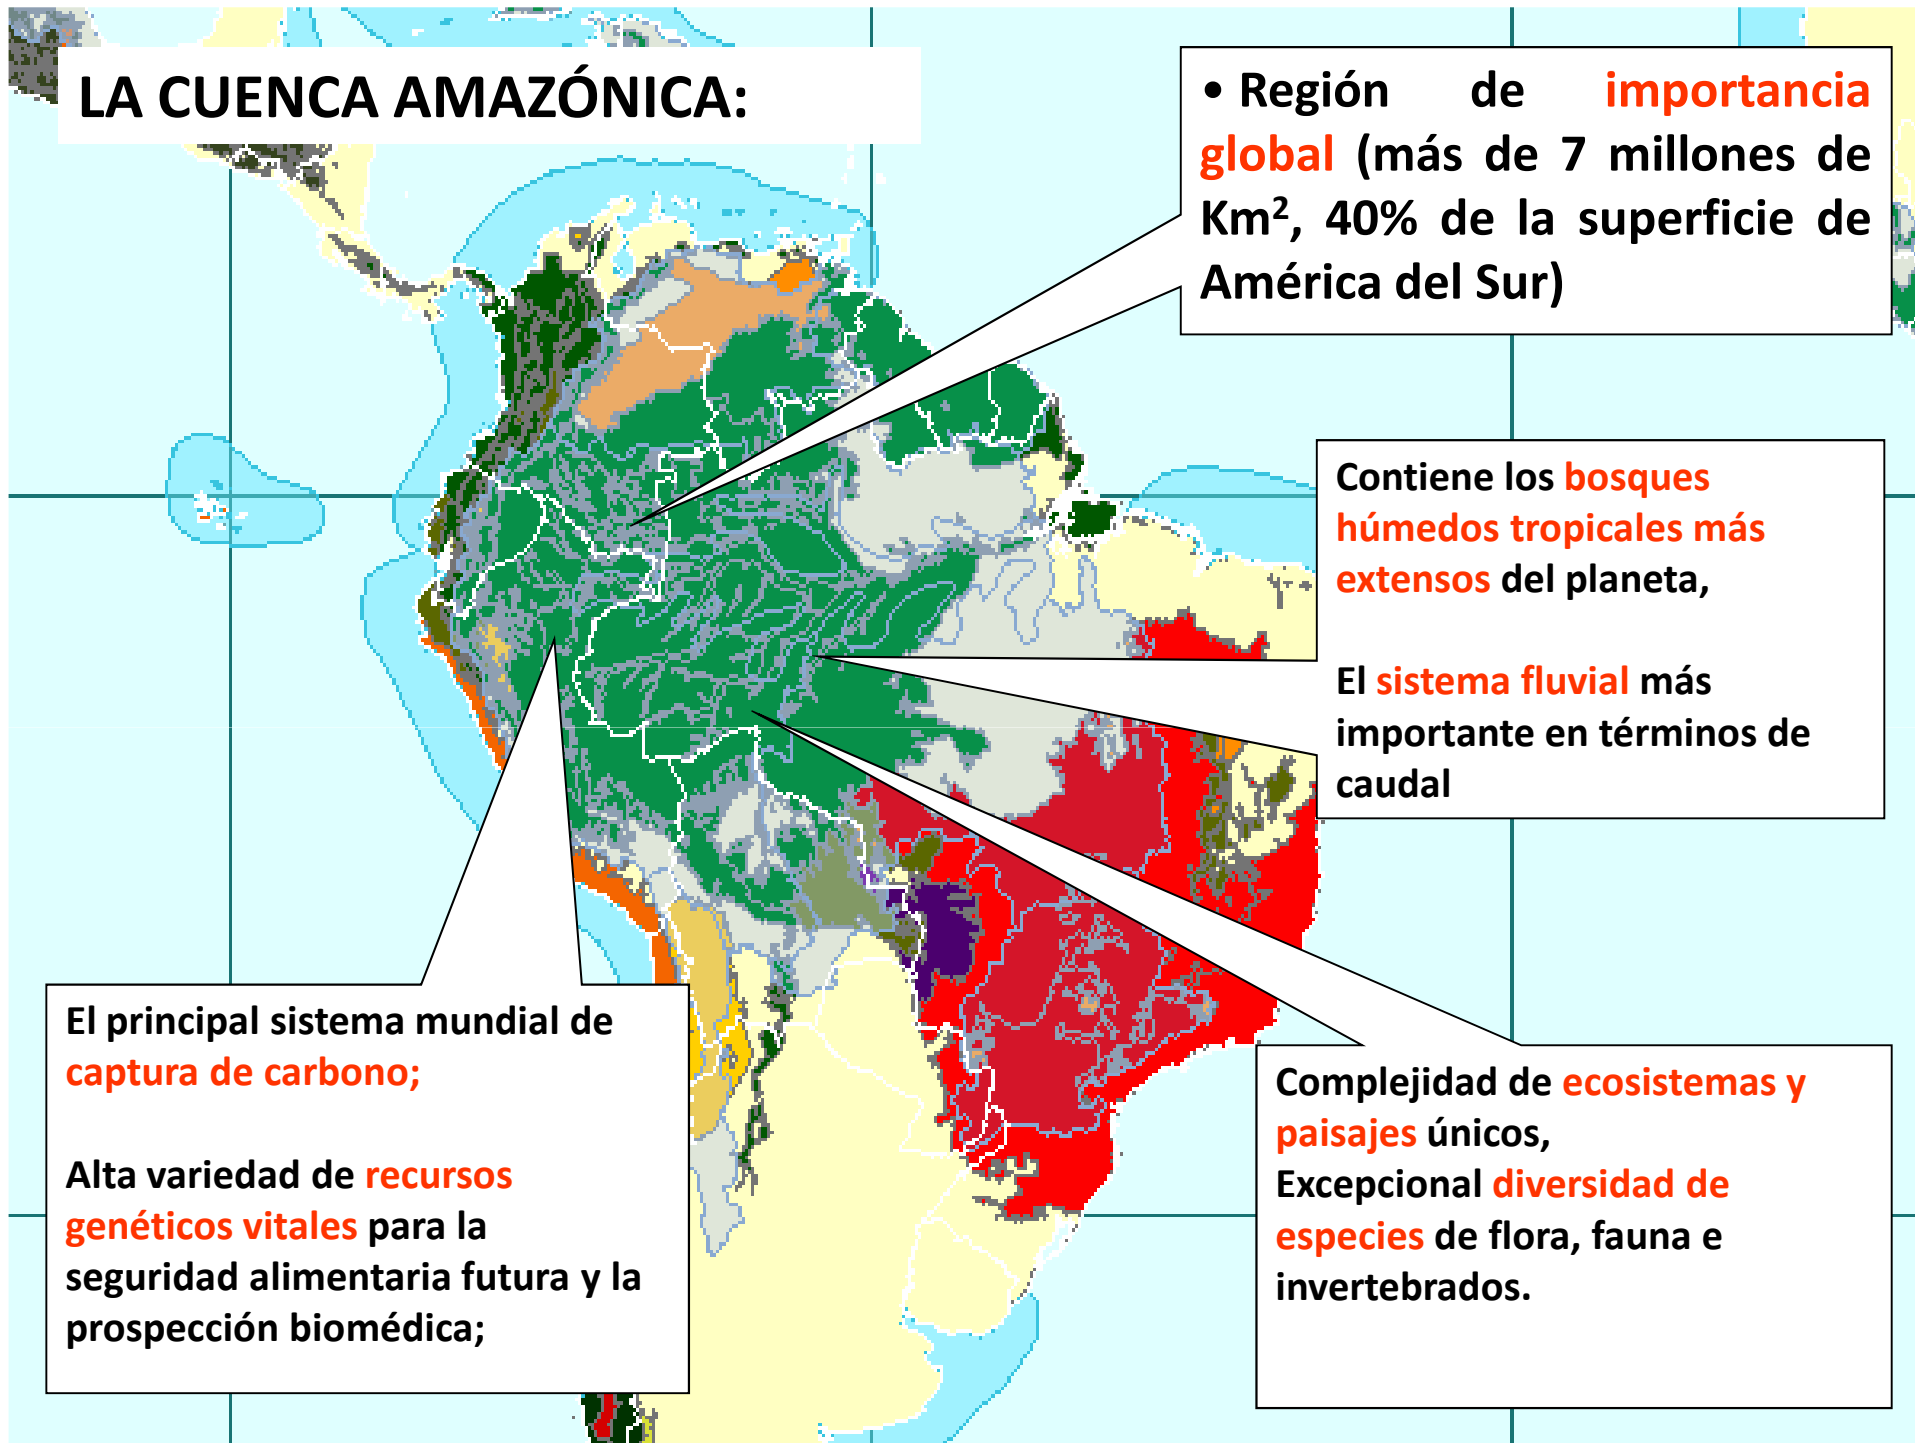 LA CUENCA AMAZÓNICA:
• Región de importancia
global (más de 7 millones de
Km², 40% de la superficie de
América del Sur)
Contiene los bosques
húmedos tropicales más
extensos del planeta,
El sistema fluvial más
importante en términos de
caudal
El principal sistema mundial de
captura de carbono;
Alta variedad de recursos
genéticos vitales para la
seguridad alimentaria futura y la
prospección biomédica;
Complejidad de ecosistemas y
paisajes únicos,
Excepcional diversidad de
especies de flora, fauna e
invertebrados.